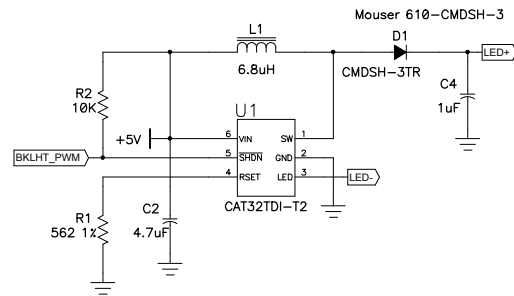 Mouser 610-CMDSH-3
L1
6.8uH
D1
CMDSH-3TR
LED+
C4
1uF
R2
10K
U1
+5V
6 VIN SW 1
BKLHT_PWM
5 SHDN GND 2
4 RSET LED 3
LED-
CAT32TDI-T2
R1
562 1%
C2
4.7uF